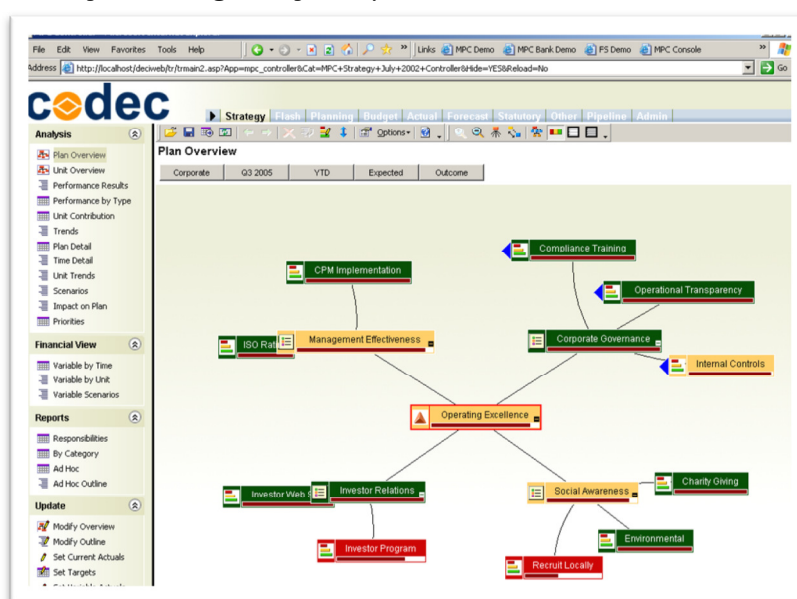 File Edit View Favorites Tools Help Links MPC Demo MPC Bank Demo FS Demo MPC Console
Address http://localhost/deciweb/tr/trmain2.asp?App=mpc_controller&Cat=MPC+Strategy+July+2002+Controller&Hide=YES&Reload=No Go
codec
Strategy Flash Planning Budget Actual Forecast Statutory Other Pipeline Admin
Analysis
Options
Plan Overview
Plan Overview
Corporate Q3 2005 YTD Expected Outcome
Unit Overview
Performance Results
Performance by Type
Unit Contribution
Trends
Plan Detail
Time Detail
Unit Trends
Scenarios
Impact on Plan
Priorities
Financial View
Variable by Time
Variable by Unit
Variable Scenarios
Reports
Responsibilities
By Category
Ad Hoc
Ad Hoc Outline
Update
Modify Overview
Modify Outline
Set Current Actuals
Set Targets
Compliance Training
CPM Implementation
Operational Transparency
ISO Rat
Management Effectiveness
Corporate Governance
Internal Controls
Operating Excellence
Investor Web
Investor Relations
Social Awareness
Charity Giving
Environmental
Investor Program
Recruit Locally